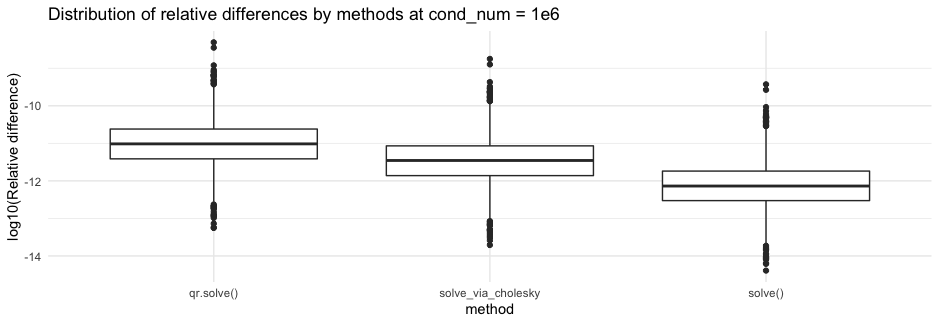 Distribution of relative differences by methods at cond_num = 1e6
log10(Relative difference)
-10
-12
-14
qr.solve()
solve_via_cholesky
solve()
method